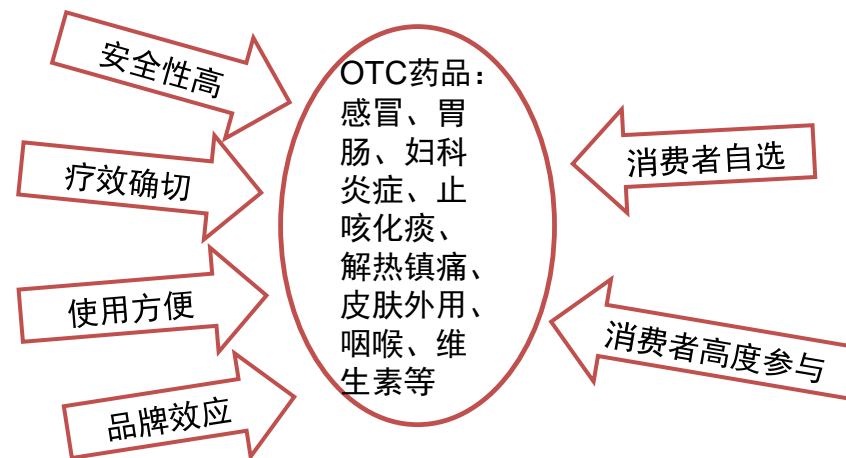 安全性高
疗效确切
使用方便
品牌效应
OTC药品：
感冒、胃
肠、妇科
炎症、止
咳化痰、
解热镇痛、
皮肤外用、
咽喉、维
生素等
消费者自选
消费者高度参与